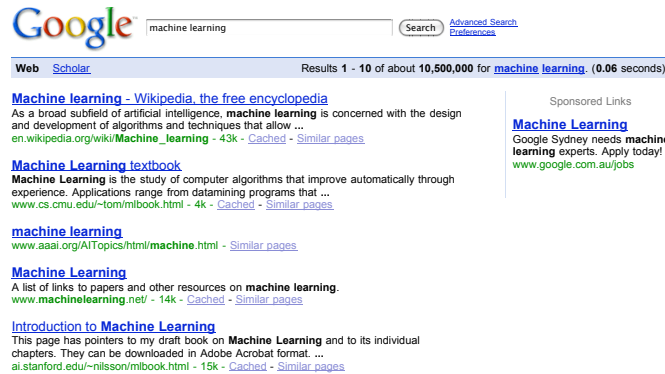 Google™ machine learning Search Advanced Search
Preferences
Web Scholar Results 1 - 10 of about 10,500,000 for machine learning. (0.06 seconds)
Machine learning - Wikipedia, the free encyclopedia
As a broad subfield of artificial intelligence, machine learning is concerned with the design
and development of algorithms and techniques that allow ...
en.wikipedia.org/wiki/Machine_learning - 43k - Cached - Similar pages
Machine Learning textbook
Machine Learning is the study of computer algorithms that improve automatically through
experience. Applications range from datamining programs that ...
www.cs.cmu.edu/~tom/mlbook.html - 4k - Cached - Similar pages
machine learning
www.aaai.org/AITopics/html/machine.html - Similar pages
Machine Learning
A list of links to papers and other resources on machine learning.
www.machinelearning.net/ - 14k - Cached - Similar pages
Introduction to Machine Learning
This page has pointers to my draft book on Machine Learning and to its individual
chapters. They can be downloaded in Adobe Acrobat format. ...
ai.stanford.edu/~nilsson/mlbook.html - 15k - Cached - Similar pages
Sponsored Links
Machine Learning
Google Sydney needs machine
learning experts. Apply today!
www.google.com.au/jobs